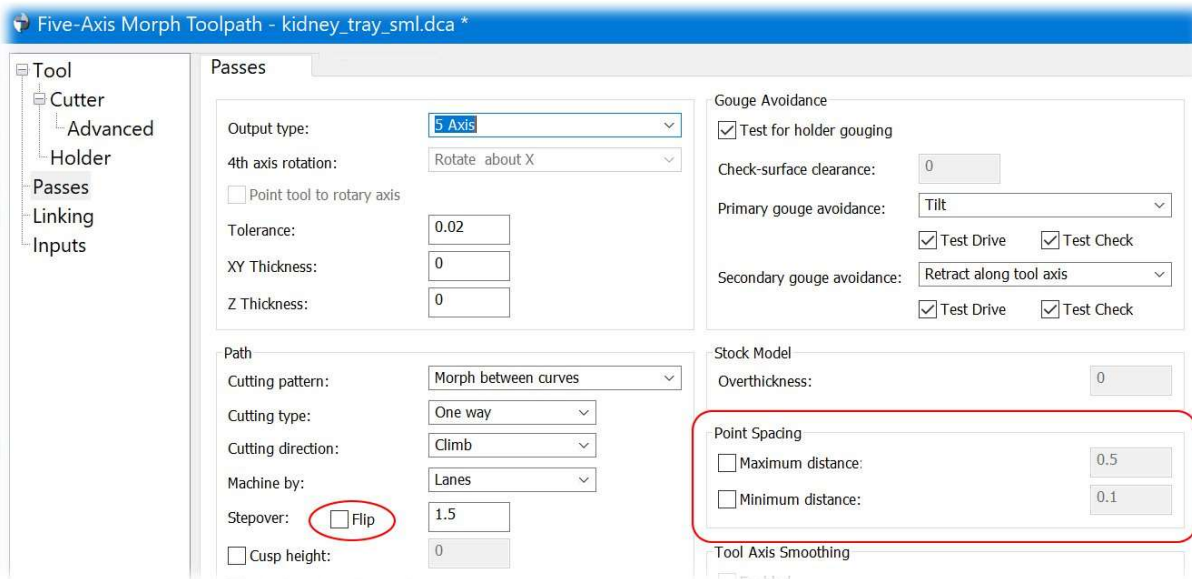 Five-Axis Morph Toolpath - kidney_tray_sml.dca *
Tool
Cutter
Advanced
Holder
Passes
Linking
Inputs
Passes
Output type: 5 Axis
4th axis rotation: Rotate about X
Point tool to rotary axis
Tolerance: 0.02
XY Thickness: 0
Z Thickness: 0
Path
Cutting pattern: Morph between curves
Cutting type: One way
Cutting direction: Climb
Machine by: Lanes
Stepover: Flip 1.5
Cusp height: 0
Gouge Avoidance
Test for holder gouging
Check-surface clearance: 0
Primary gouge avoidance: Tilt
Test Drive Test Check
Secondary gouge avoidance: Retract along tool axis
Test Drive Test Check
Stock Model
Overthickness: 0
Point Spacing
Maximum distance: 0.5
Minimum distance: 0.1
Tool Axis Smoothing